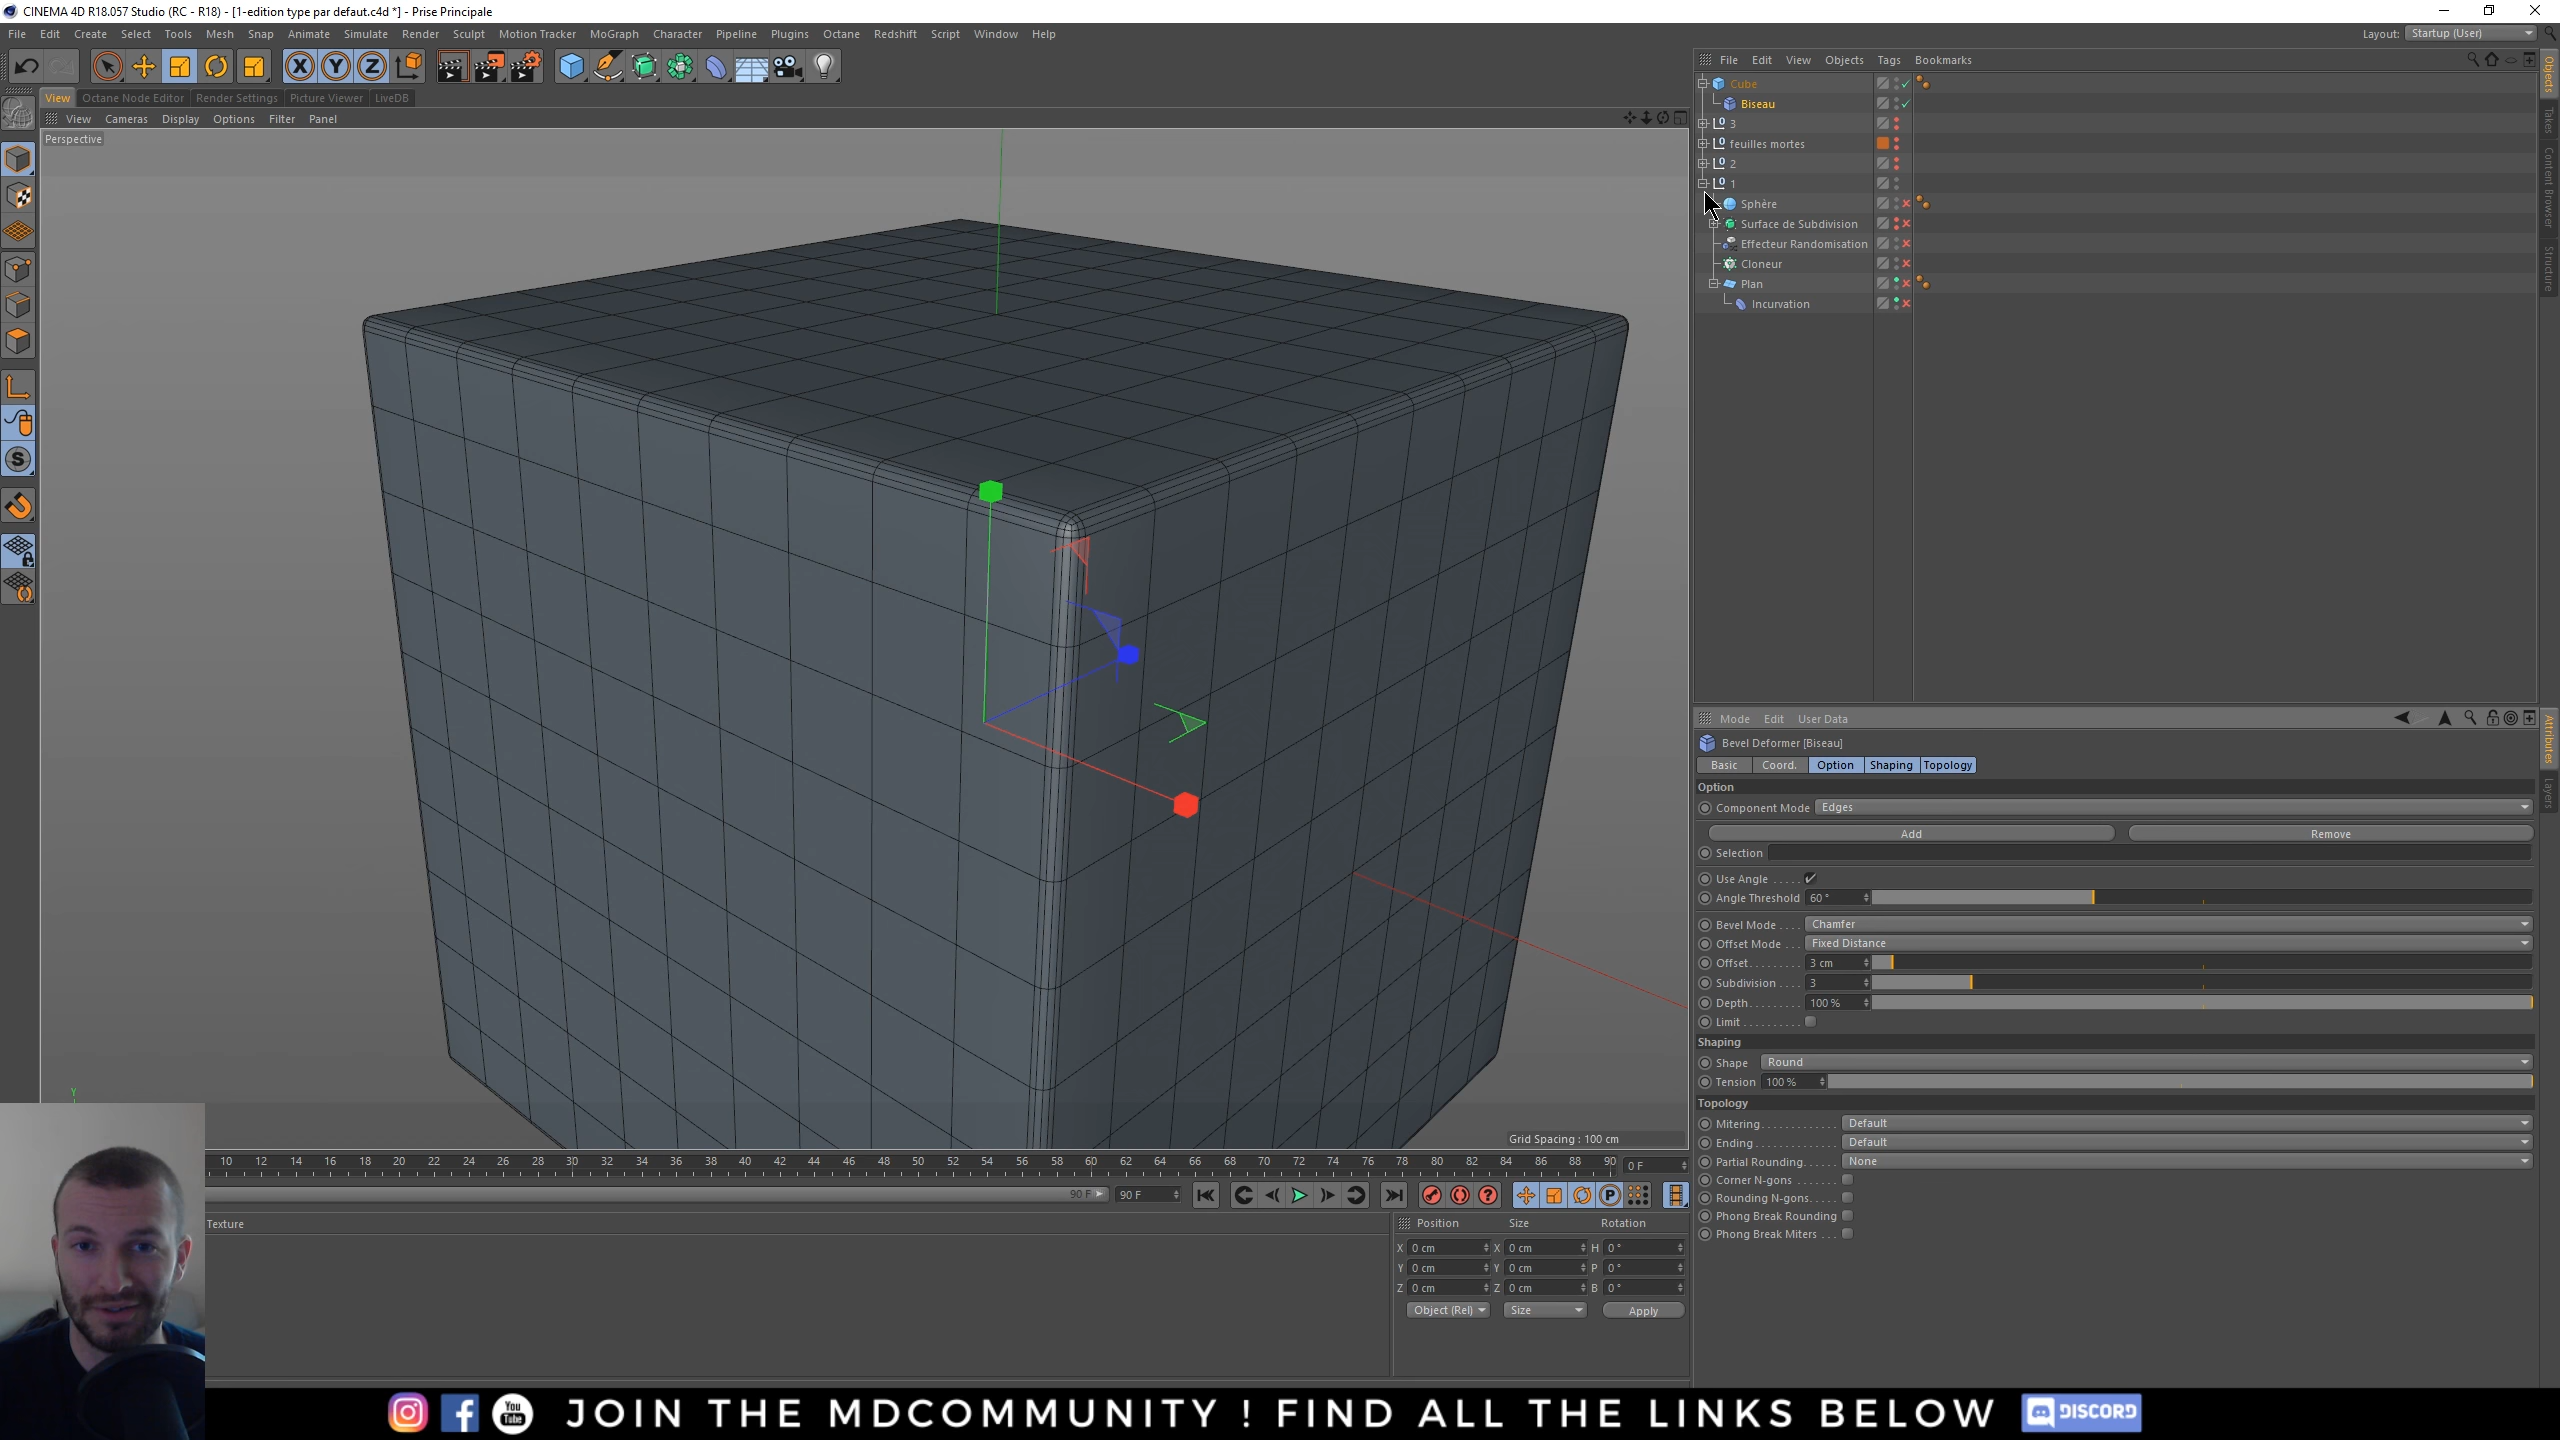 CINEMA 4D R18.057 Studio (RC - R18) - [1-edition type par defaut.c4d *] - Prise Principale
File Edit Create Select Tools Mesh Snap Animate Simulate Render Sculpt Motion Tracker MoGraph Character Pipeline Plugins Octane Redshift Script Window Help
Layout: Startup (User)
View Octane Node Editor Render Settings Picture Viewer LiveDB
View Cameras Display Options Filter Panel
Perspective
Grid Spacing : 100 cm
Y
File Edit View Objects Tags Bookmarks
Cube
Biseau
3
feuilles mortes
2
1
Sphère
Surface de Subdivision
Effecteur Randomisation
Cloneur
Plan
Incurvation
Objects
Takes
Content Browser
Structure
Mode Edit User Data
Bevel Deformer [Biseau]
Basic Coord. Option Shaping Topology
Option
Component Mode Edges
Add Remove
Selection
Use Angle
Angle Threshold 60 °
Bevel Mode Chamfer
Offset Mode Fixed Distance
Offset 3 cm
Subdivision 3
Depth 100 %
Limit
Shaping
Shape Round
Tension 100 %
Topology
Mitering Default
Ending Default
Partial Rounding None
Corner N-gons
Rounding N-gons
Phong Break Rounding
Phong Break Miters
Attributes
Layers
10 12 14 16 18 20 22 24 26 28 30 32 34 36 38 40 42 44 46 48 50 52 54 56 58 60 62 64 66 68 70 72 74 76 78 80 82 84 86 88 90 0 F
90 F 90 F
Texture
Position Size Rotation
X 0 cm X 0 cm H 0 °
Y 0 cm Y 0 cm P 0 °
Z 0 cm Z 0 cm B 0 °
Object (Rel) Size Apply
You Tube JOIN THE MDCOMMUNITY ! FIND ALL THE LINKS BELOW DISCORD